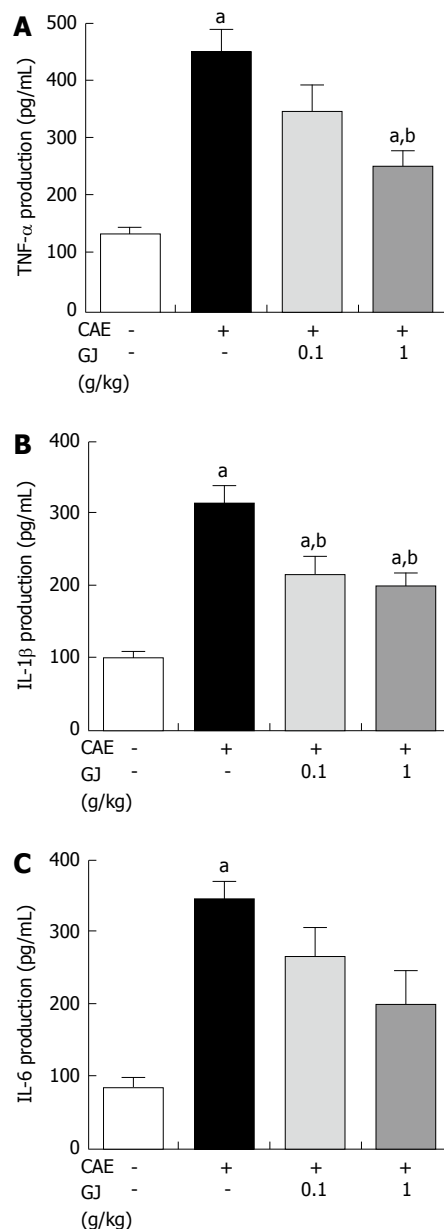 A
TNF-α production (pg/mL)
500
400
300
200
100
0
a
a,b
CAE - + + +
GJ - - 0.1 1
(g/kg)
B
IL-1β production (pg/mL)
400
300
200
100
0
a
a,b
a,b
CAE - + + +
GJ - - 0.1 1
(g/kg)
C
IL-6 production (pg/mL)
400
300
200
100
0
a
CAE - + + +
GJ - - 0.1 1
(g/kg)